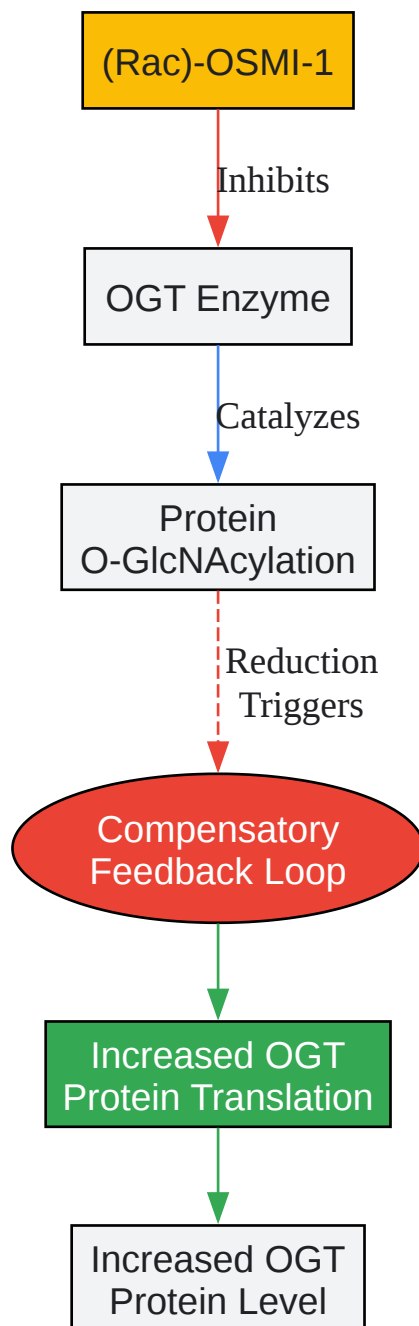 (Rac)-OSMI-1
Inhibits
OGT Enzyme
Catalyzes
Protein
O-GlcNAcylation
Reduction
Triggers
Compensatory
Feedback Loop
Increased OGT
Protein Translation
Increased OGT
Protein Level